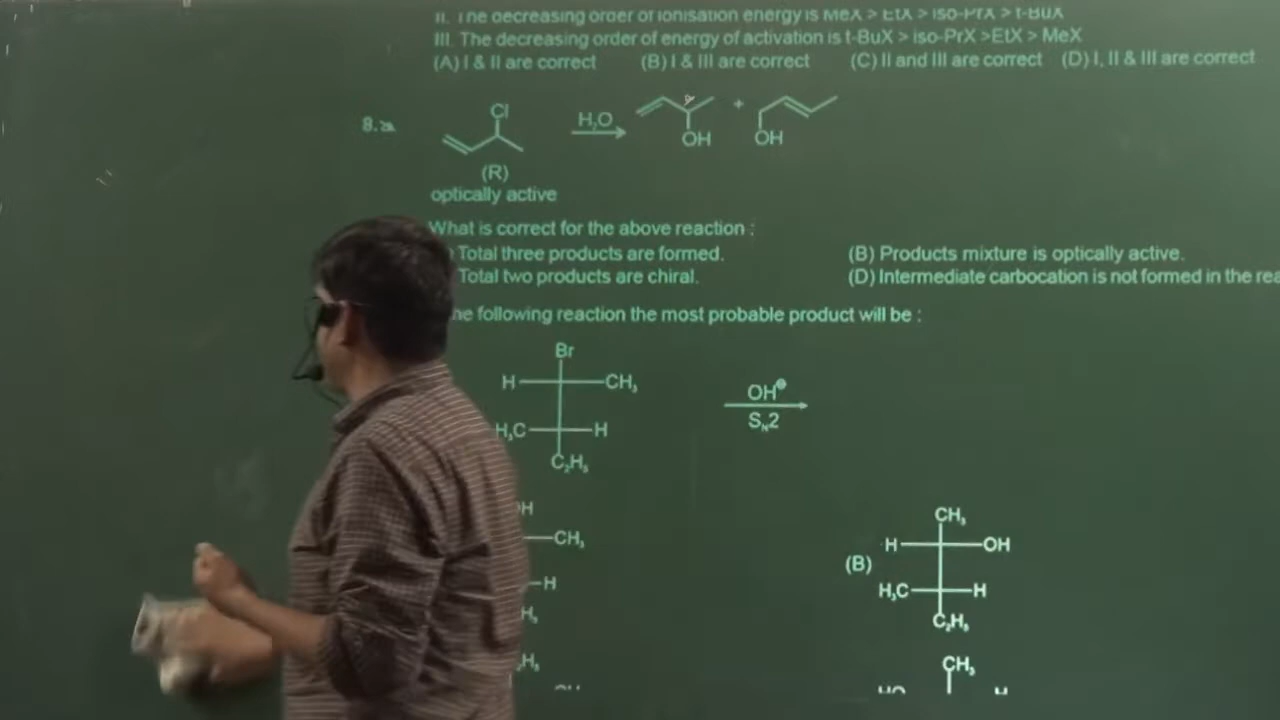 II. The decreasing order of ionisation energy is MeX > EtX > iso-PrX > t-BuX
III. The decreasing order of energy of activation is t-BuX > iso-PrX >EtX > MeX
(A) I & II are correct (B) I & III are correct (C) II and III are correct (D) I, II & III are correct
8.
Cl
H₂O
+
OH OH
(R)
optically active
What is correct for the above reaction :
Total three products are formed. (B) Products mixture is optically active.
Total two products are chiral. (D) Intermediate carbocation is not formed in the
he following reaction the most probable product will be :
Br
H CH₃
OH⊖
Sₙ2
H₃C H
C₂H₅
H
CH₃
H
(B)
CH₃
H OH
H₃C H
C₂H₅
CH₃
HO H